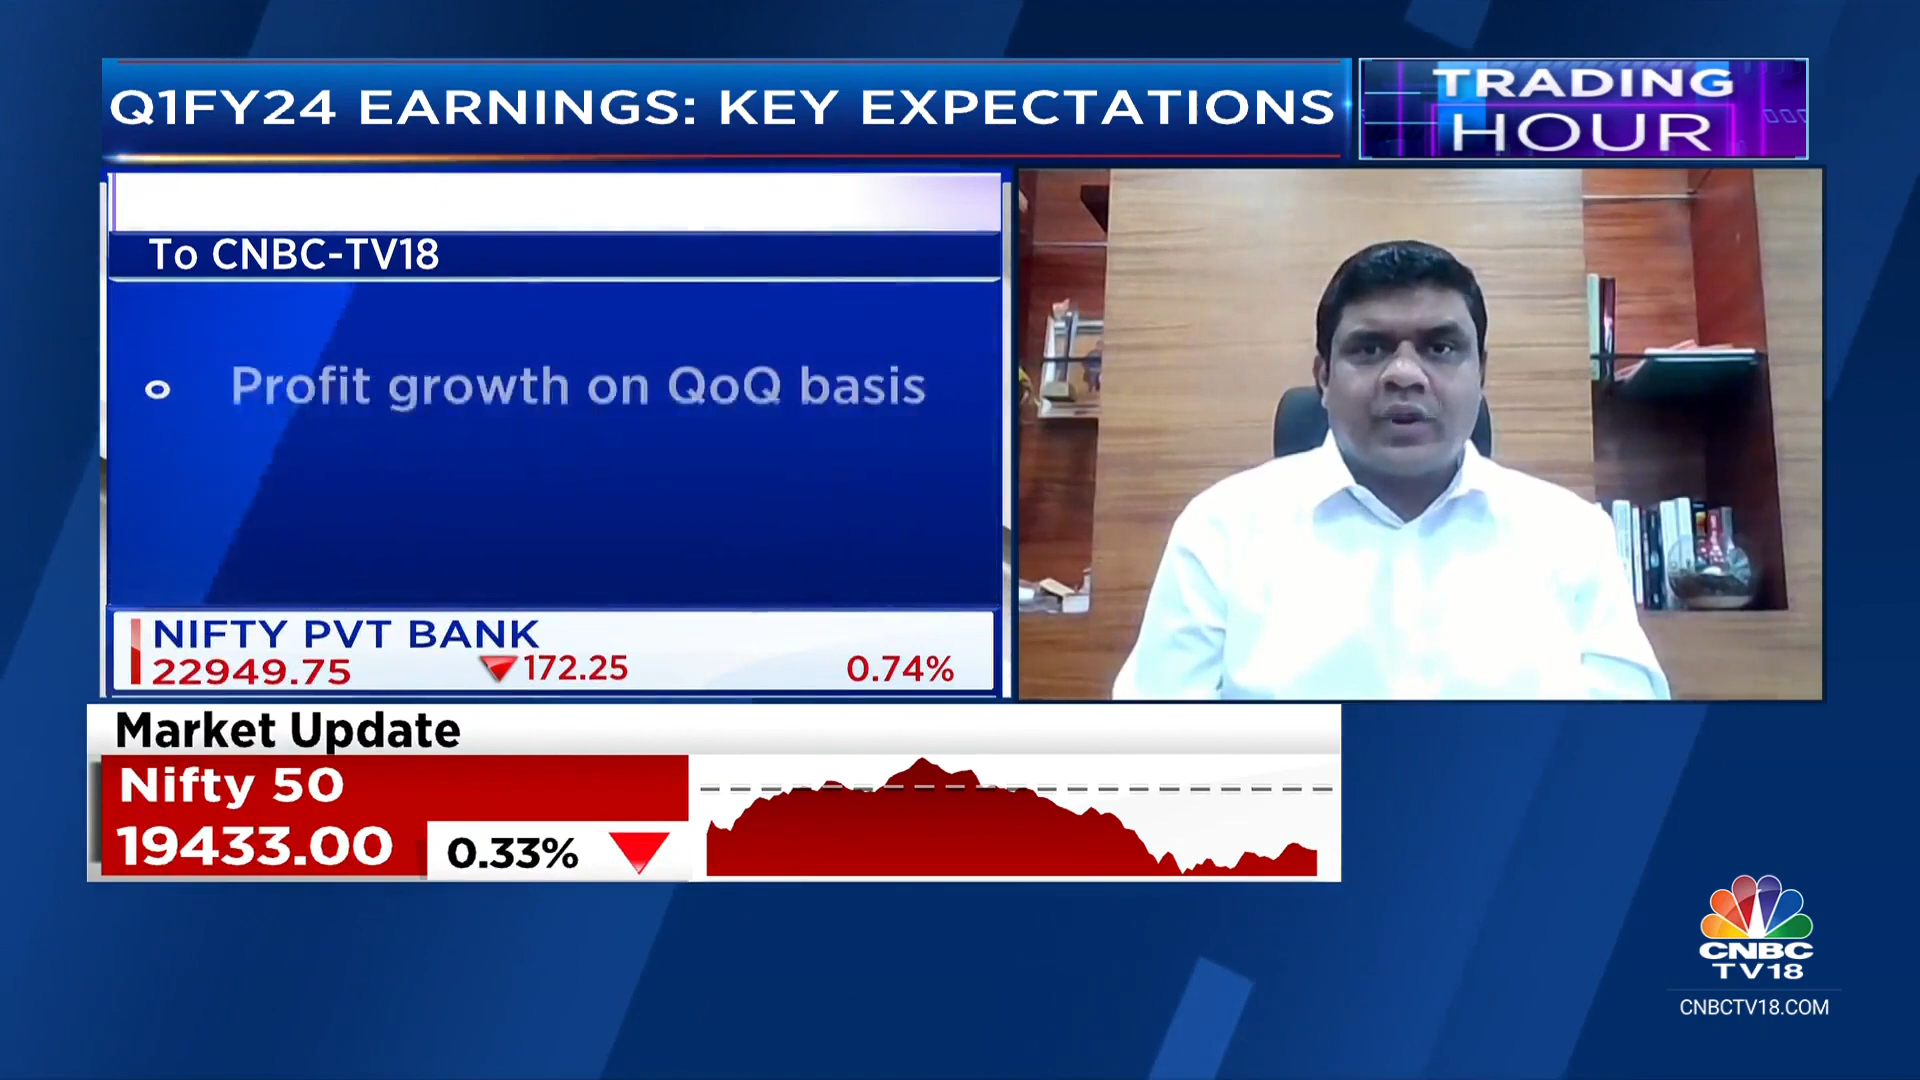 Q1FY24 EARNINGS: KEY EXPECTATIONS
TRADING
HOUR
To CNBC-TV18
Profit growth on QoQ basis
NIFTY PVT BANK
22949.75 172.25 0.74%
Market Update
Nifty 50
19433.00 0.33%
CNBC
TV18
CNBCTV18.COM